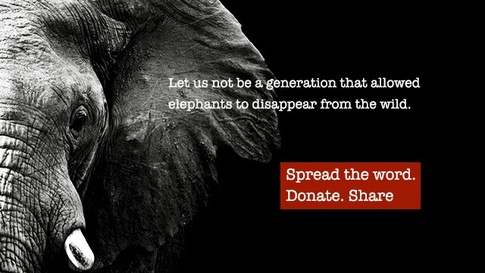 Let us not be a generation that allowed
elephants to disappear from the wild.
Spread the word.
Donate. Share